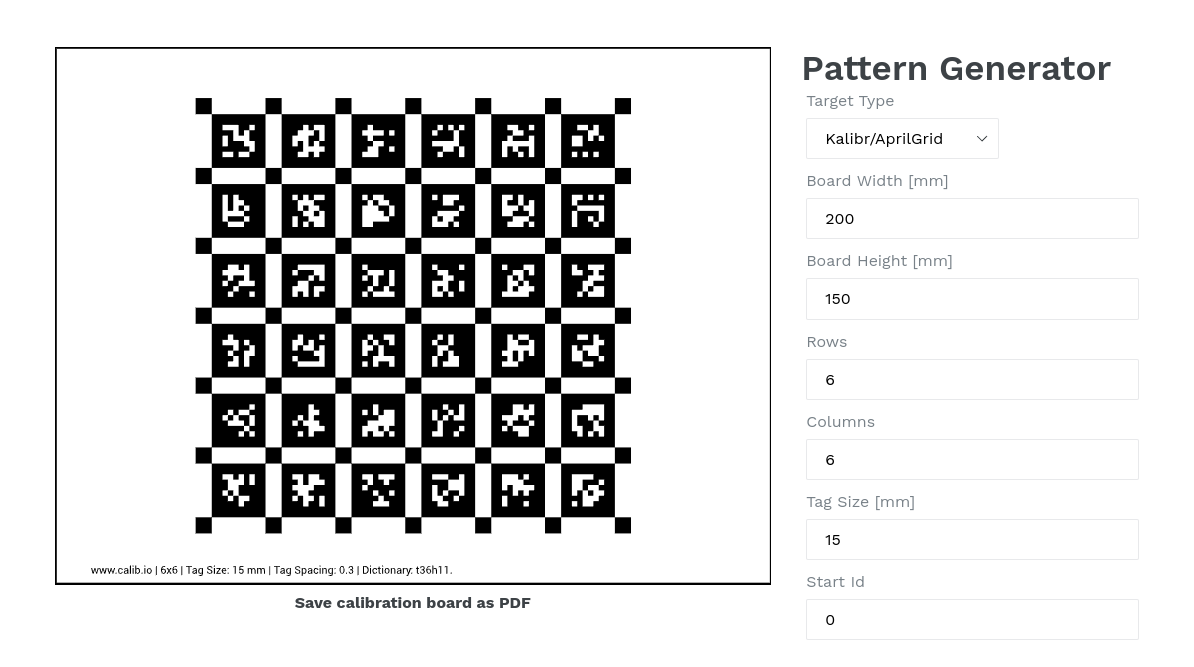 www.calib.io | 6x6 | Tag Size: 15 mm | Tag Spacing: 0.3 | Dictionary: t36h11.
Save calibration board as PDF
Pattern Generator
Target Type
Kalibr/AprilGrid
Board Width [mm]
200
Board Height [mm]
150
Rows
6
Columns
6
Tag Size [mm]
15
Start Id
0